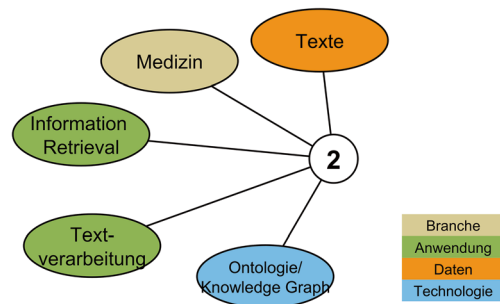 Texte
Medizin
Information
Retrieval
2
Text-
verarbeitung
Ontologie/
Knowledge Graph
Branche
Anwendung
Daten
Technologie